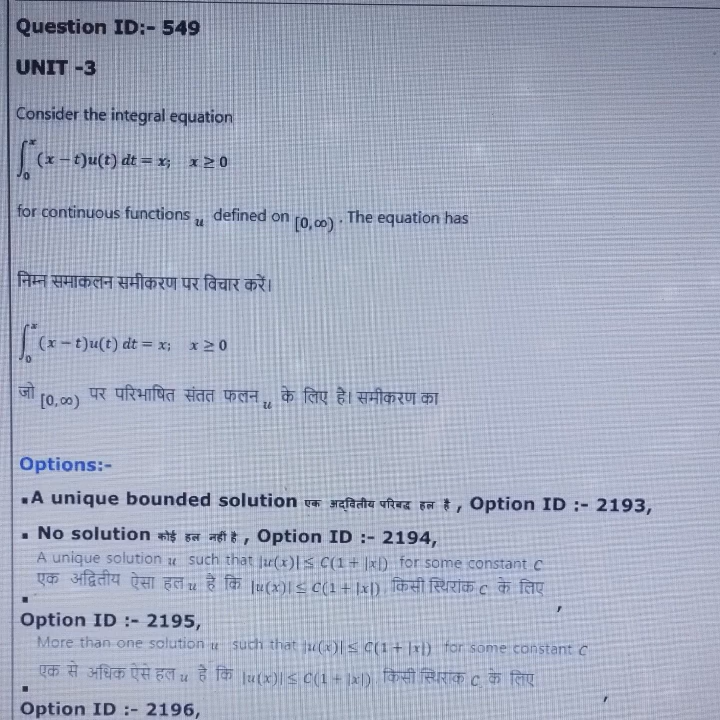 Question ID:- 549
UNIT -3
Consider the integral equation
∫₀ˣ (x − t)u(t) dt = x; x ≥ 0
for continuous functions u defined on [0,∞) . The equation has
निम्न समाकलन समीकरण पर विचार करें।
∫₀ˣ (x − t)u(t) dt = x; x ≥ 0
जो [0,∞) पर परिभाषित संतत फलन u के लिए है। समीकरण का
Options:-
▪A unique bounded solution एक अद्वितीय परिबद्ध हल है , Option ID :- 2193,
▪ No solution कोई हल नहीं है , Option ID :- 2194,
A unique solution u such that |u(x)| ≤ C(1 + |x|) for some constant C
एक अद्वितीय ऐसा हल u है कि |u(x)| ≤ C(1 + |x|) किसी स्थिरांक C के लिए
▪ ,
Option ID :- 2195,
More than one solution u such that |u(x)| ≤ C(1 + |x|) for some constant C
एक से अधिक ऐसे हल u है कि |u(x)| ≤ C(1 + |x|) किसी स्थिरांक C के लिए
▪ ,
Option ID :- 2196,